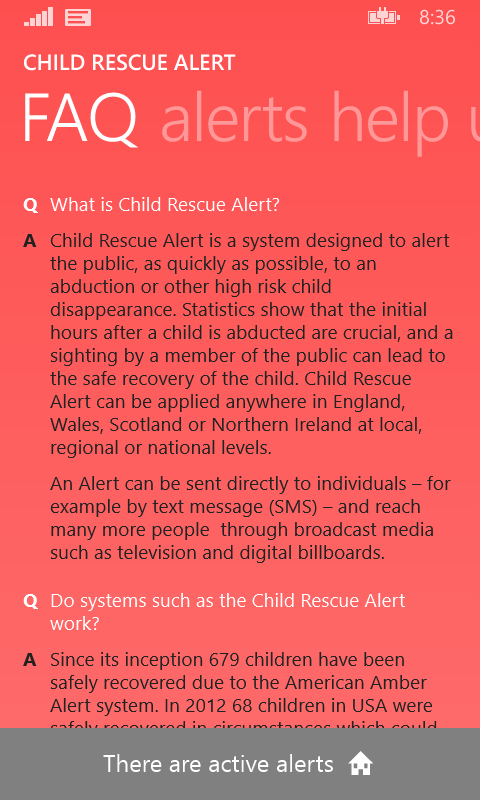 8:36
CHILD RESCUE ALERT
FAQ alerts help
Q What is Child Rescue Alert?
A Child Rescue Alert is a system designed to alert
the public, as quickly as possible, to an
abduction or other high risk child
disappearance. Statistics show that the initial
hours after a child is abducted are crucial, and a
sighting by a member of the public can lead to
the safe recovery of the child. Child Rescue
Alert can be applied anywhere in England,
Wales, Scotland or Northern Ireland at local,
regional or national levels.
An Alert can be sent directly to individuals – for
example by text message (SMS) – and reach
many more people  through broadcast media
such as television and digital billboards.
Q Do systems such as the Child Rescue Alert
work?
A Since its inception 679 children have been
safely recovered due to the American Amber
Alert system. In 2012 68 children in USA were
safely recovered in circumstances which could
There are active alerts